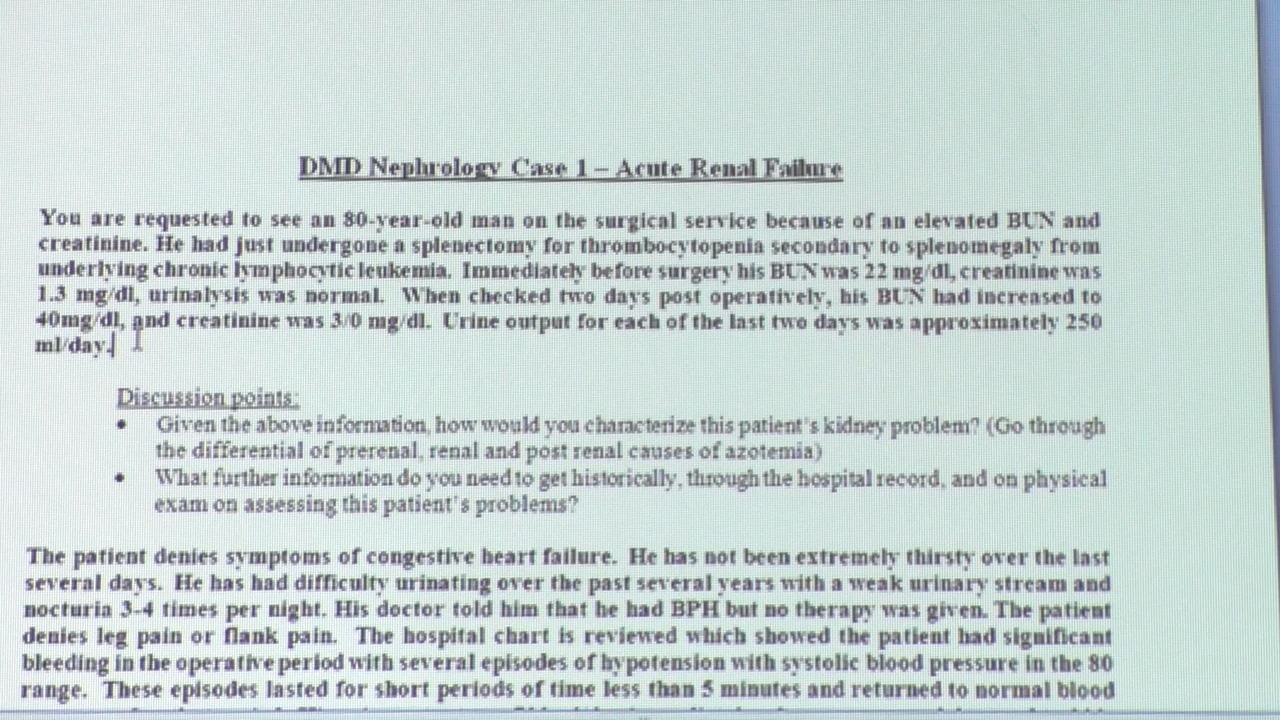 DMD Nephrology Case 1 – Acute Renal Failure
You are requested to see an 80-year-old man on the surgical service because of an elevated BUN and
creatinine. He had just undergone a splenectomy for thrombocytopenia secondary to splenomegaly from
underlying chronic lymphocytic leukemia. Immediately before surgery his BUN was 22 mg/dl, creatinine was
1.3 mg/dl, urinalysis was normal. When checked two days post operatively, his BUN had increased to
40mg/dl, and creatinine was 3/0 mg/dl. Urine output for each of the last two days was approximately 250
ml/day.
Discussion points:
• Given the above information, how would you characterize this patient's kidney problem? (Go through
the differential of prerenal, renal and post renal causes of azotemia)
• What further information do you need to get historically, through the hospital record, and on physical
exam on assessing this patient's problems?
The patient denies symptoms of congestive heart failure. He has not been extremely thirsty over the last
several days. He has had difficulty urinating over the past several years with a weak urinary stream and
nocturia 3-4 times per night. His doctor told him that he had BPH but no therapy was given. The patient
denies leg pain or flank pain. The hospital chart is reviewed which showed the patient had significant
bleeding in the operative period with several episodes of hypotension with systolic blood pressure in the 80
range. These episodes lasted for short periods of time less than 5 minutes and returned to normal blood